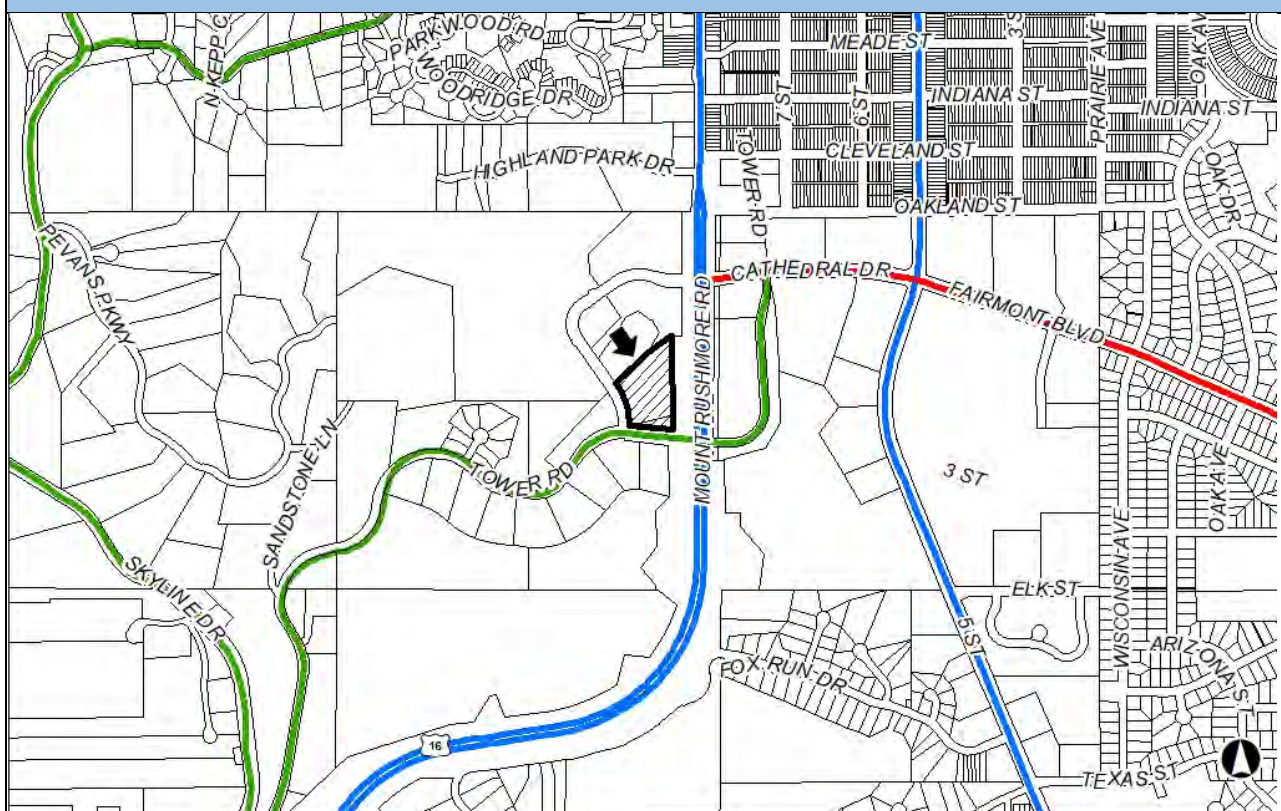 PARKWOOD RD
N KEPP C
WOODRIDGE DR
MEADE ST
3 S
PRAIRIE AVE
OAK AV
7 ST
6 ST
INDIANA ST
INDIANA ST
HIGHLAND PARK DR
TOWER RD
CLEVELAND ST
OAK DR
OAKLAND ST
PEVANS PKWY
CATHEDRAL DR
FAIRMONT BLVD
MOUNT RUSHMORE RD
SANDSTONE LN
TOWER RD
3 ST
OAK AVE
WISCONSIN AVE
SKYLINE DR
ELK ST
5 ST
ARIZONA ST
FOX RUN DR
16
TEXAS ST